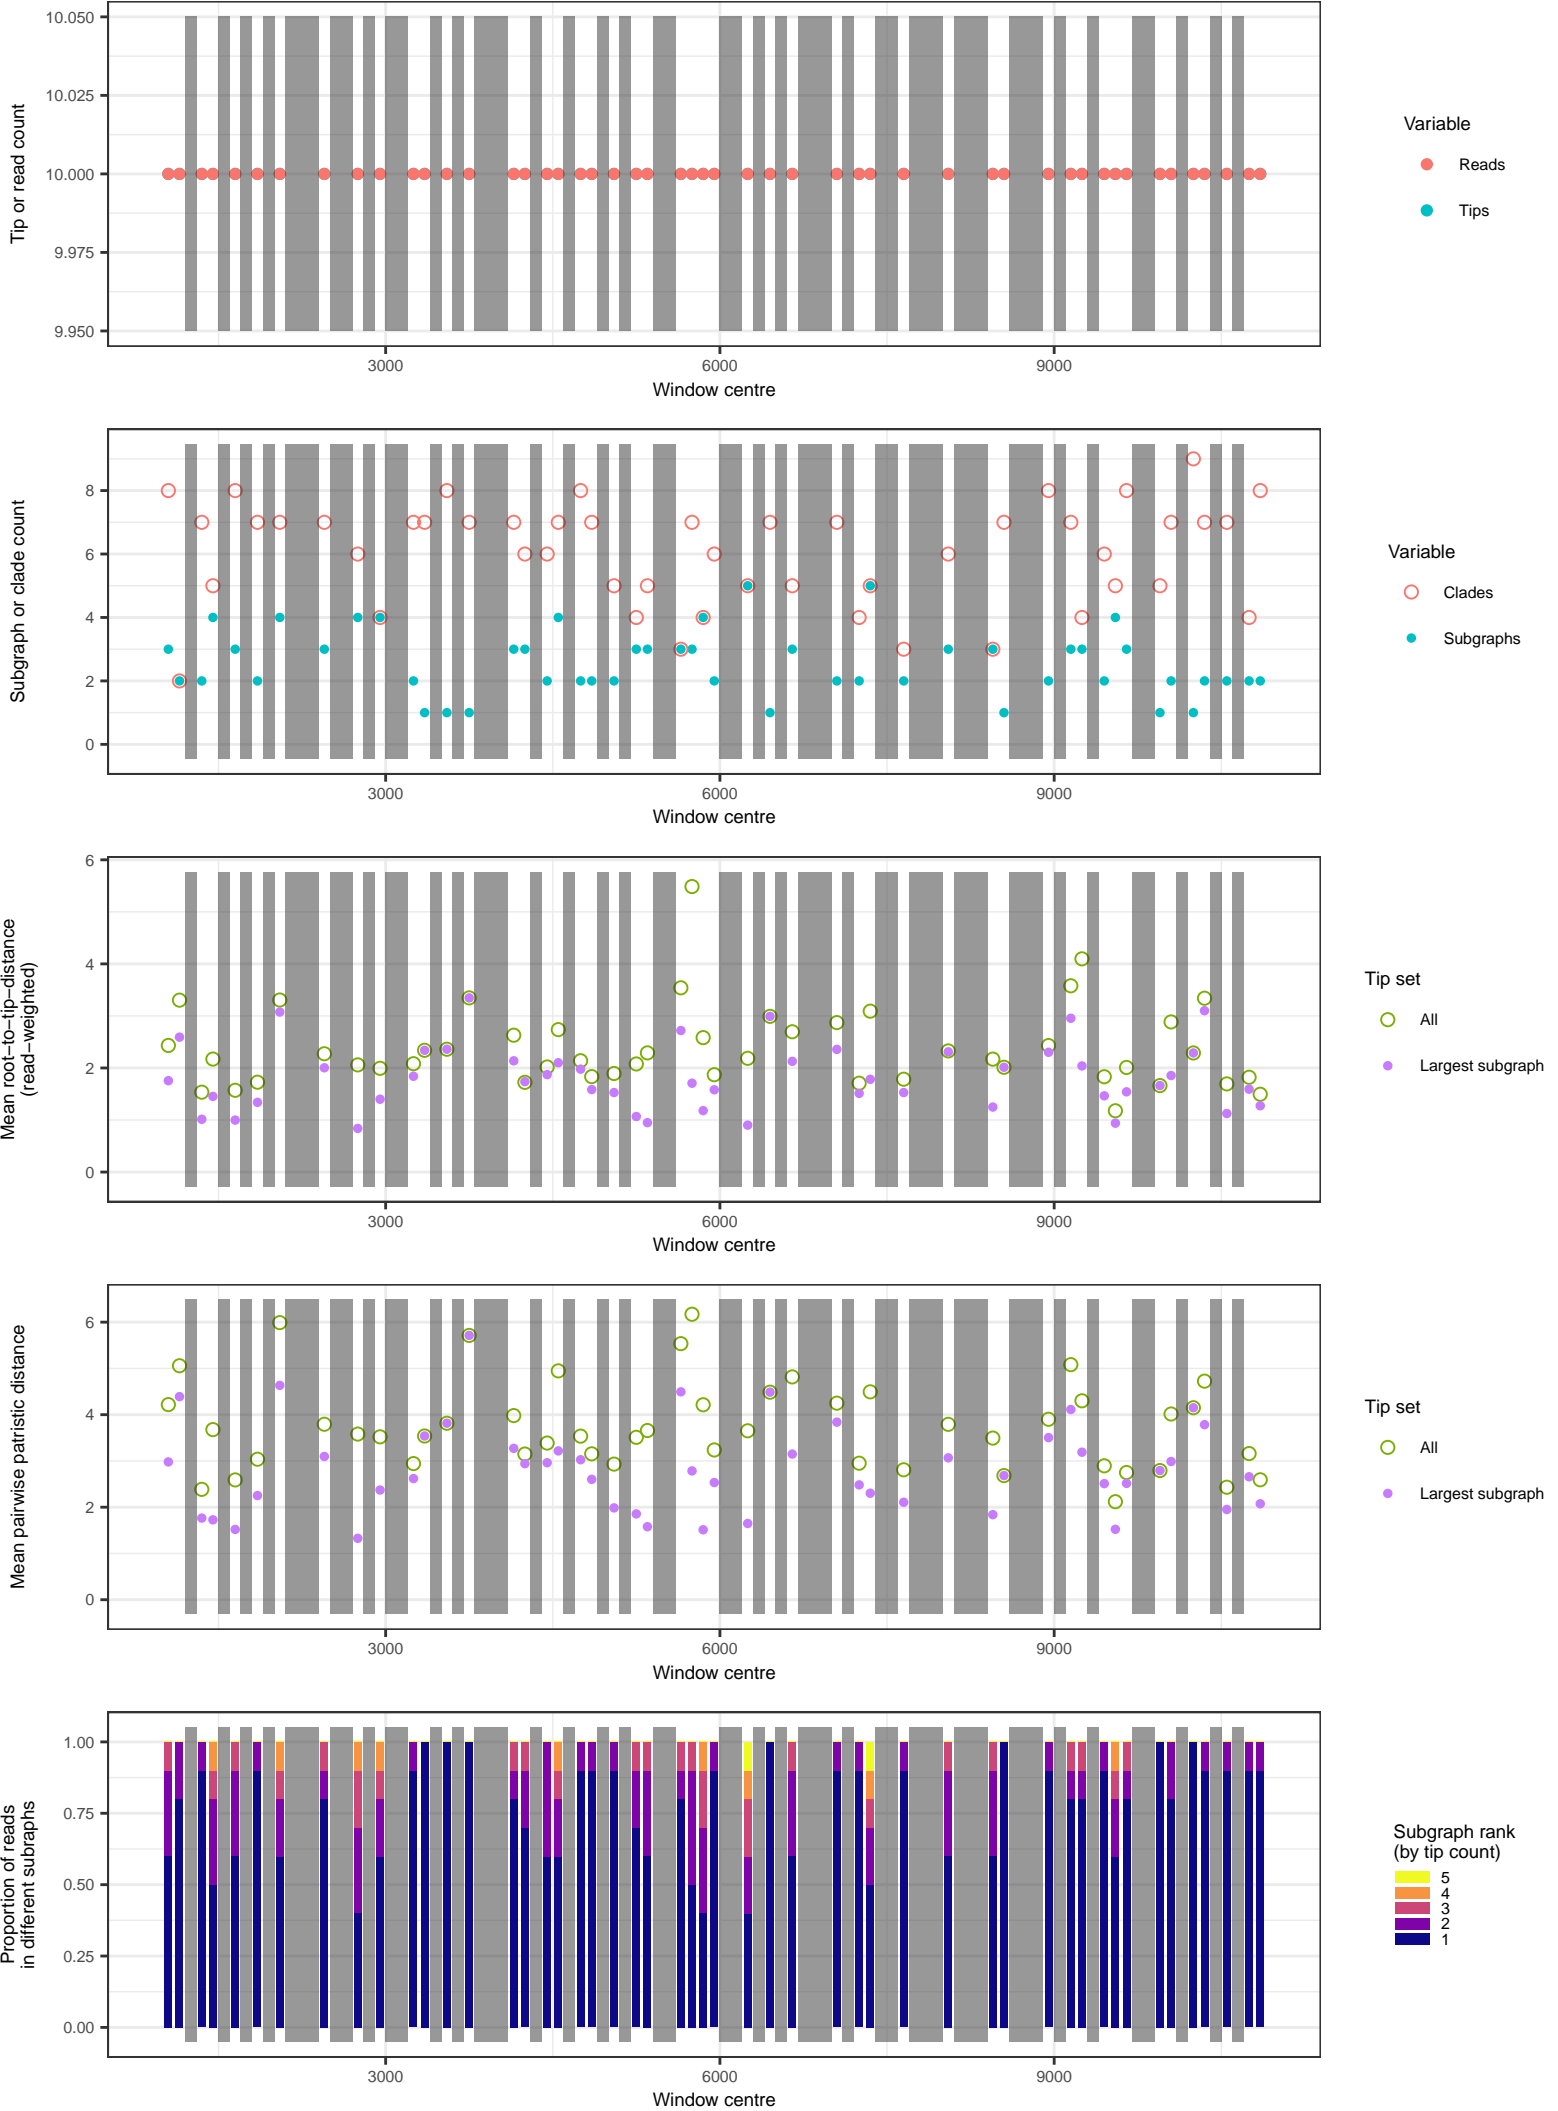 10.050
10.025
10.000
9.975
9.950
Tip or read count
3000
6000
9000
Window centre
Variable
Reads
Tips
8
6
4
2
0
Subgraph or clade count
3000
6000
9000
Window centre
Variable
Clades
Subgraphs
6
4
2
0
Mean root−to−tip−distance
(read−weighted)
3000
6000
9000
Window centre
Tip set
All
Largest subgraph
6
4
2
0
Mean pairwise patristic distance
3000
6000
9000
Window centre
Tip set
All
Largest subgraph
1.00
0.75
0.50
0.25
0.00
Proportion of reads
in different subraphs
3000
6000
9000
Window centre
Subgraph rank
(by tip count)
5
4
3
2
1